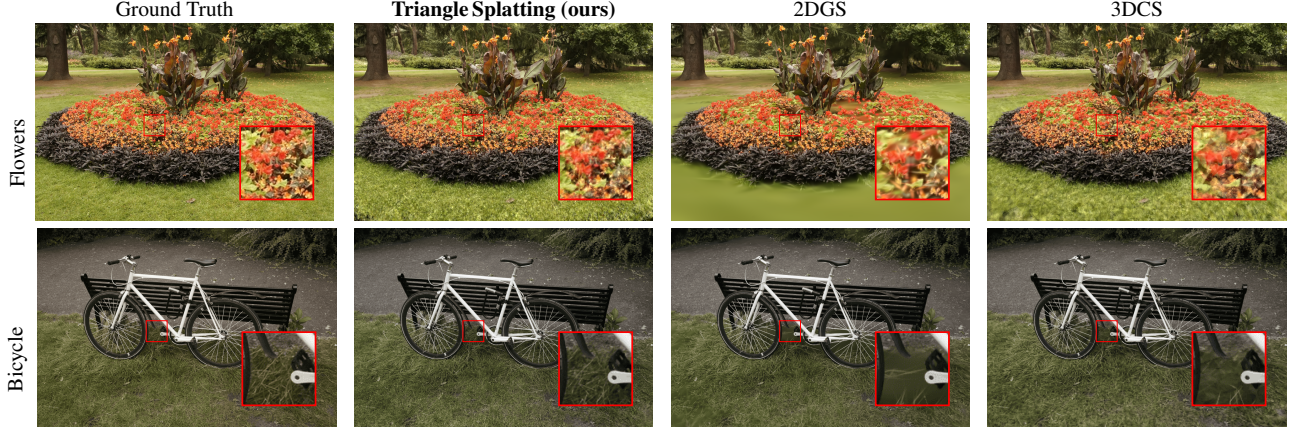 Ground Truth
Triangle Splatting (ours)
2DGS
3DCS
Flowers
Bicycle